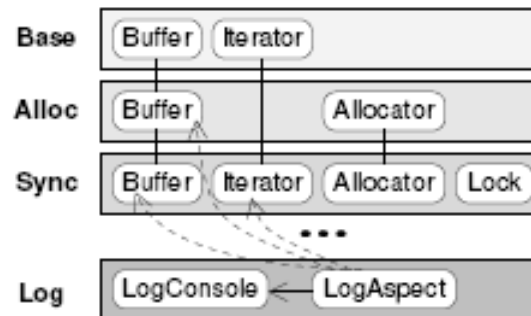 Base Buffer Iterator
Alloc Buffer Allocator
Sync Buffer Iterator Allocator Lock
...
Log LogConsole LogAspect